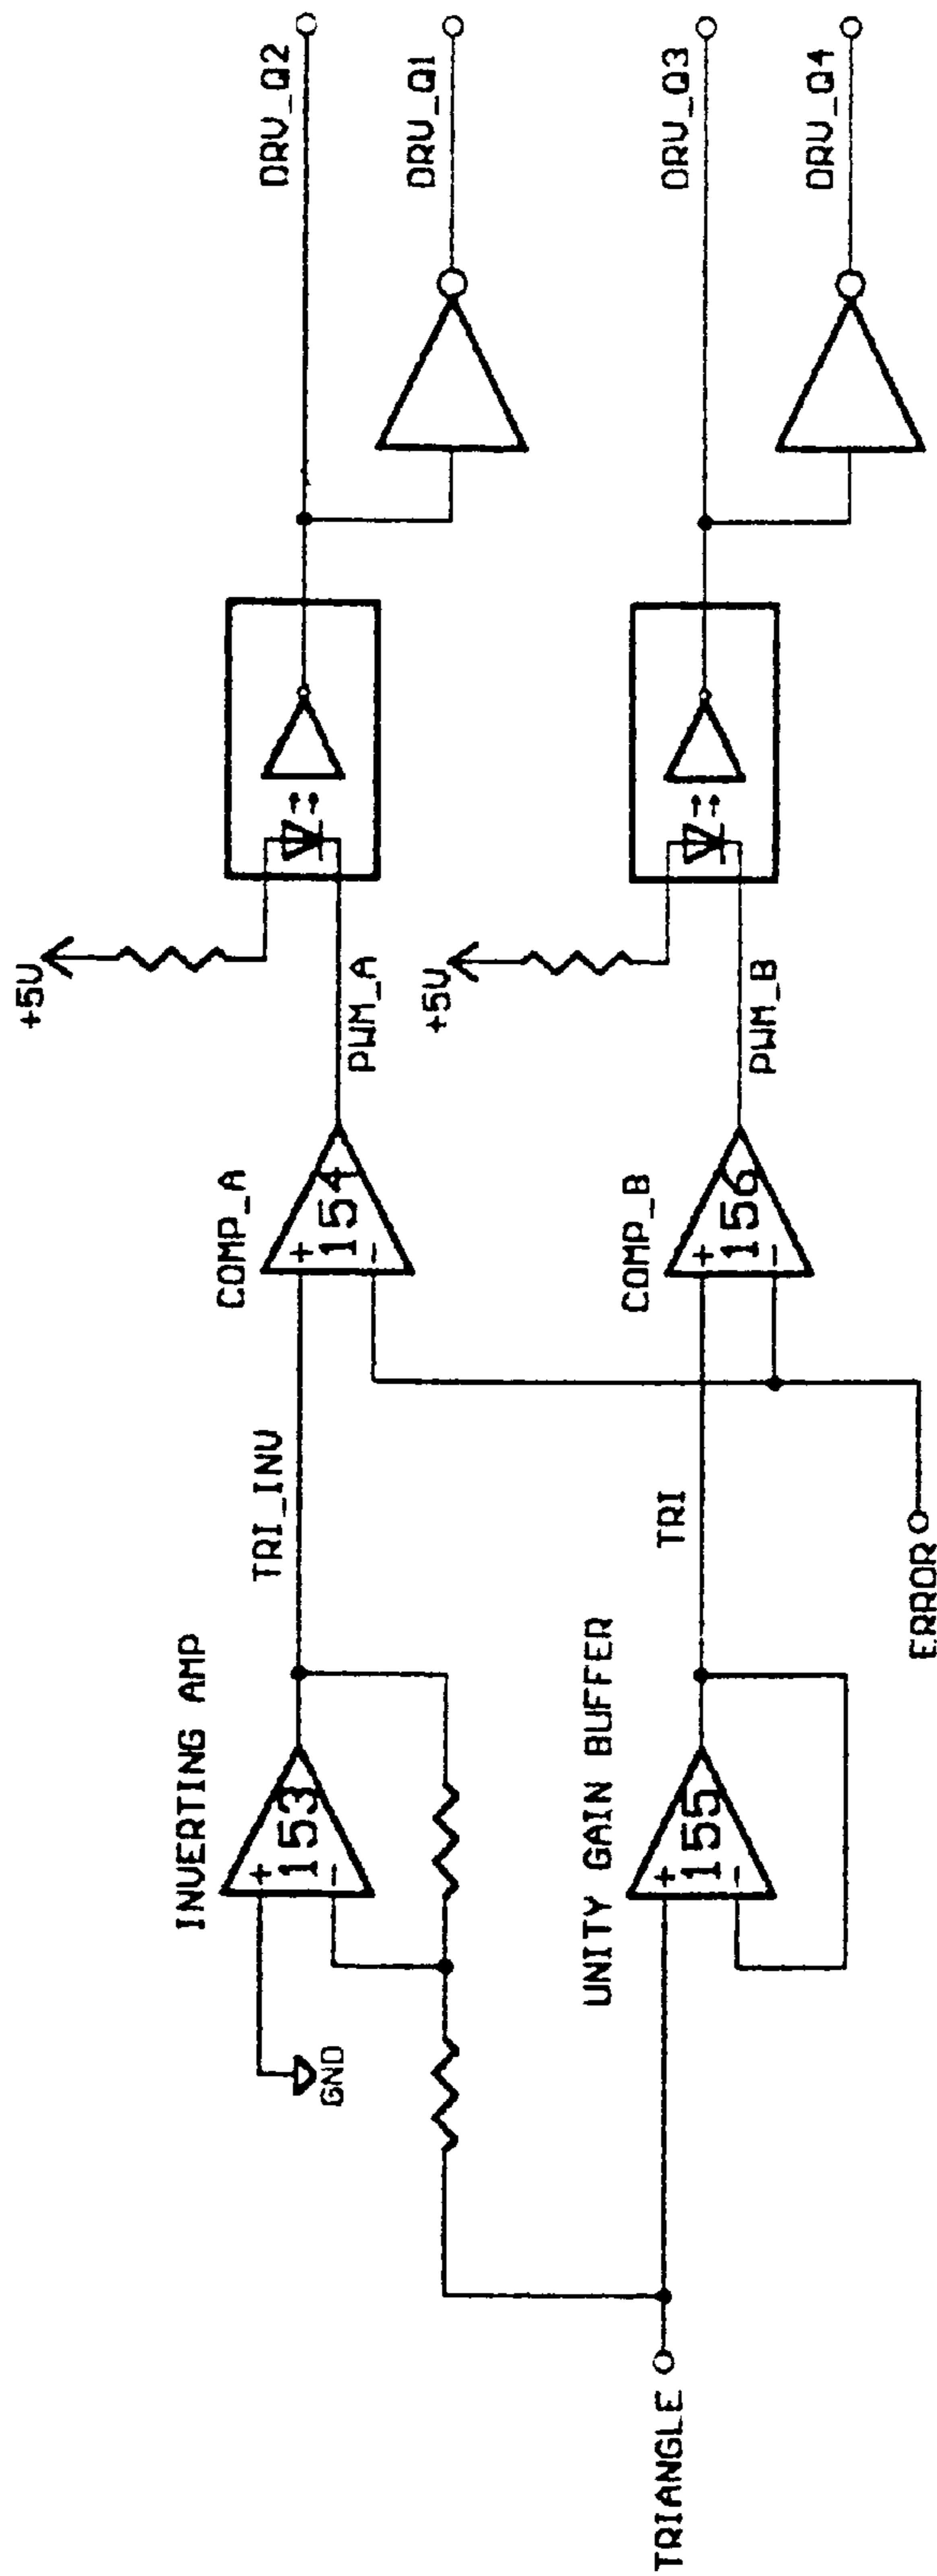 INVERTING AMP
153
+
-
GND
TRI_INV
COMP_A
154
+
-
PWM_A
+5V
DRV_Q2
DRV_Q1
TRIANGLE
UNITY GAIN BUFFER
155
+
-
TRI
COMP_B
156
+
-
PWM_B
+5V
DRV_Q3
DRV_Q4
ERROR